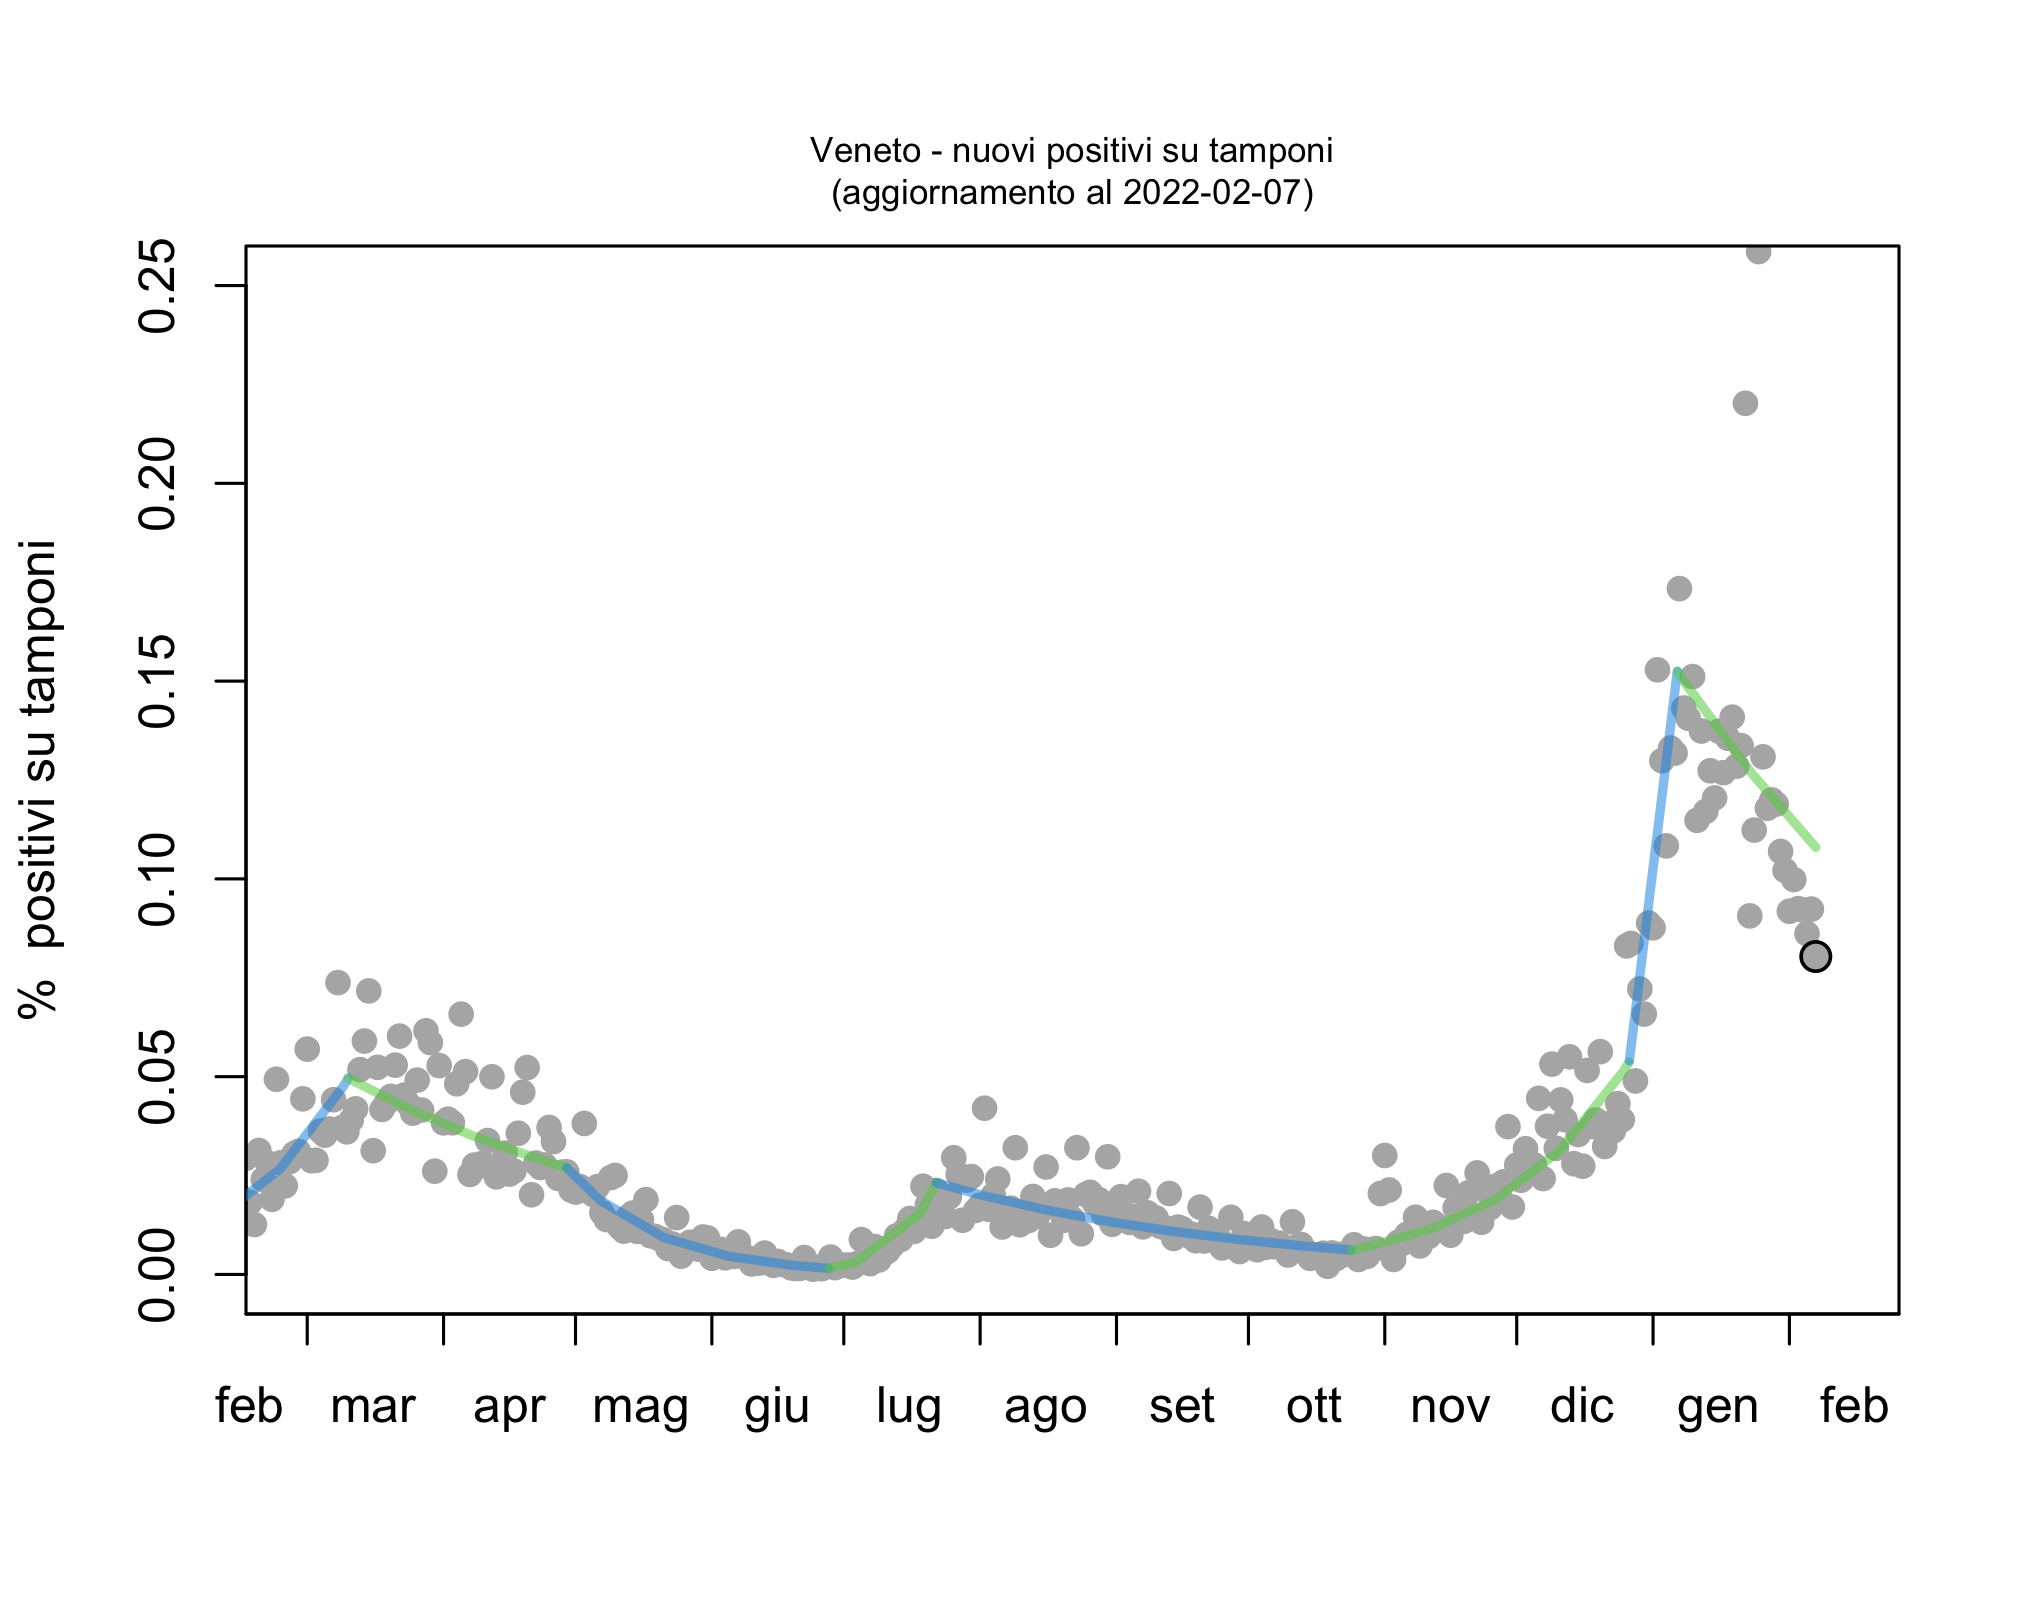 Veneto - nuovi positivi su tamponi
(aggiornamento al 2022-02-07)
% positivi su tamponi
0.25
0.20
0.15
0.10
0.05
0.00
feb mar apr mag giu lug ago set ott nov dic gen feb